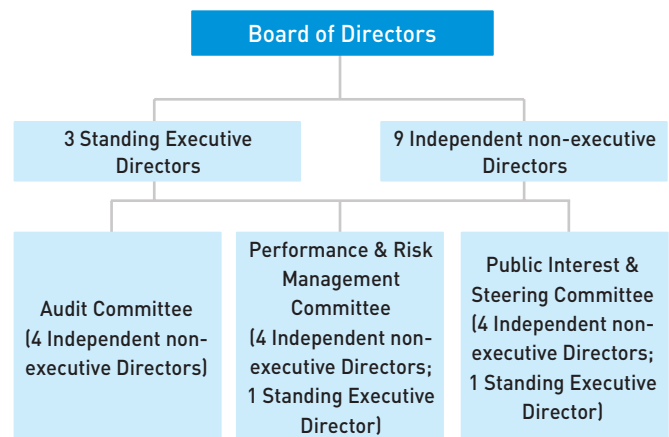 Board of Directors
3 Standing Executive
Directors
9 Independent non-executive
Directors
Audit Committee
(4 Independent non-
executive Directors)
Performance & Risk
Management
Committee
(4 Independent non-
executive Directors;
1 Standing Executive
Director)
Public Interest &
Steering Committee
(4 Independent non-
executive Directors;
1 Standing Executive
Director)